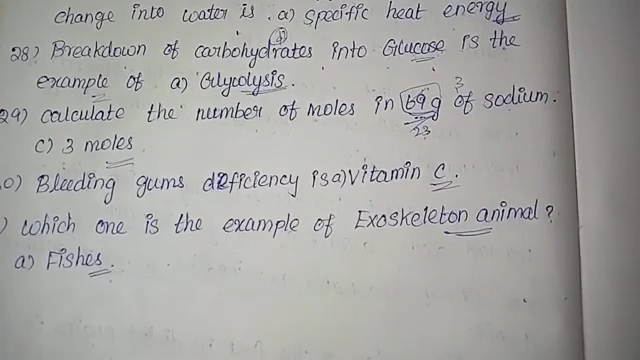 change into water is .a) specific heat energy
28) Breakdown of carbohydrates into Glucose is the
example of a) Glycolysis.
29) calculate the number of moles in 69g of sodium.
3
23
c) 3 moles
0) Bleeding gums deficiency is a) Vitamin C.
) which one is the example of Exoskeleton animal?
a) Fishes.